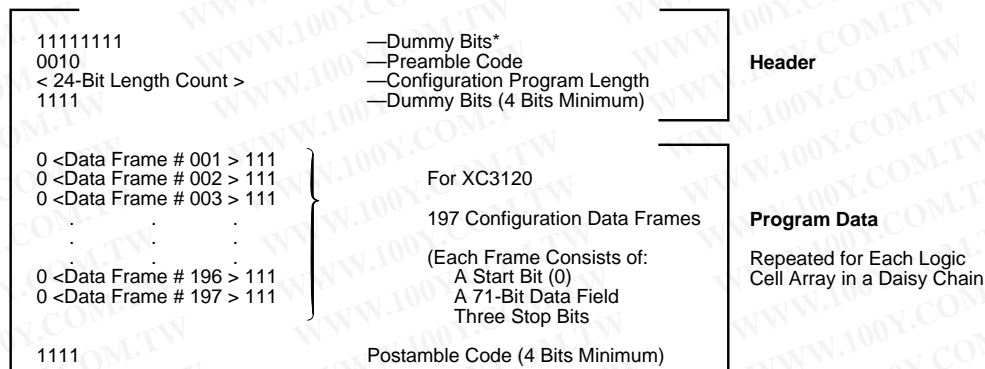 11111111 —Dummy Bits*
0010 —Preamble Code
< 24-Bit Length Count > —Configuration Program Length
1111 —Dummy Bits (4 Bits Minimum)
Header
0 <Data Frame # 001 > 111
0 <Data Frame # 002 > 111
0 <Data Frame # 003 > 111
. . .
. . .
. . .
0 <Data Frame # 196 > 111
0 <Data Frame # 197 > 111
For XC3120
197 Configuration Data Frames
(Each Frame Consists of:
A Start Bit (0)
A 71-Bit Data Field
Three Stop Bits
Program Data
Repeated for Each Logic
Cell Array in a Daisy Chain
1111 Postamble Code (4 Bits Minimum)
WWW.100Y.COM.TW